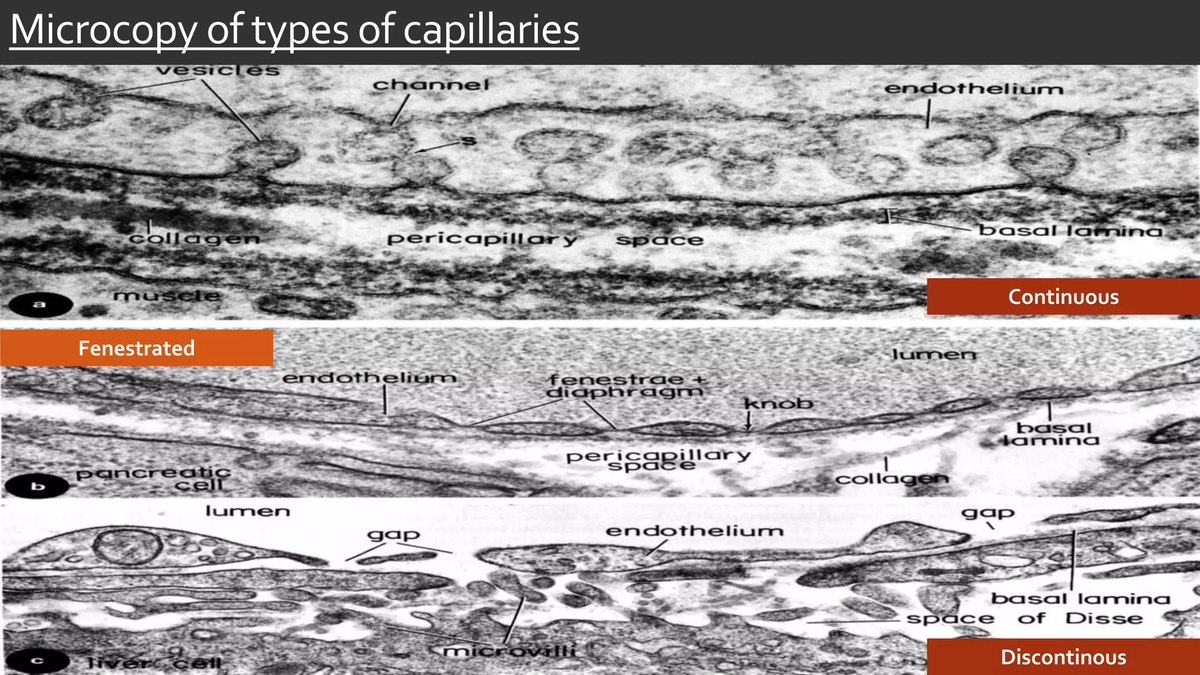 Microcopy of types of capillaries
vesicles
channel
endothelium
s
collagen
pericapillary space
basal lamina
a
muscle
Continuous
Fenestrated
lumen
endothelium
fenestrae +
diaphragm
knob
basal
lamina
pericapillary
space
pancreatic
cell
collagen
b
lumen
gap
endothelium
gap
basal lamina
space of Disse
microvilli
c
liver cell
Discontinous